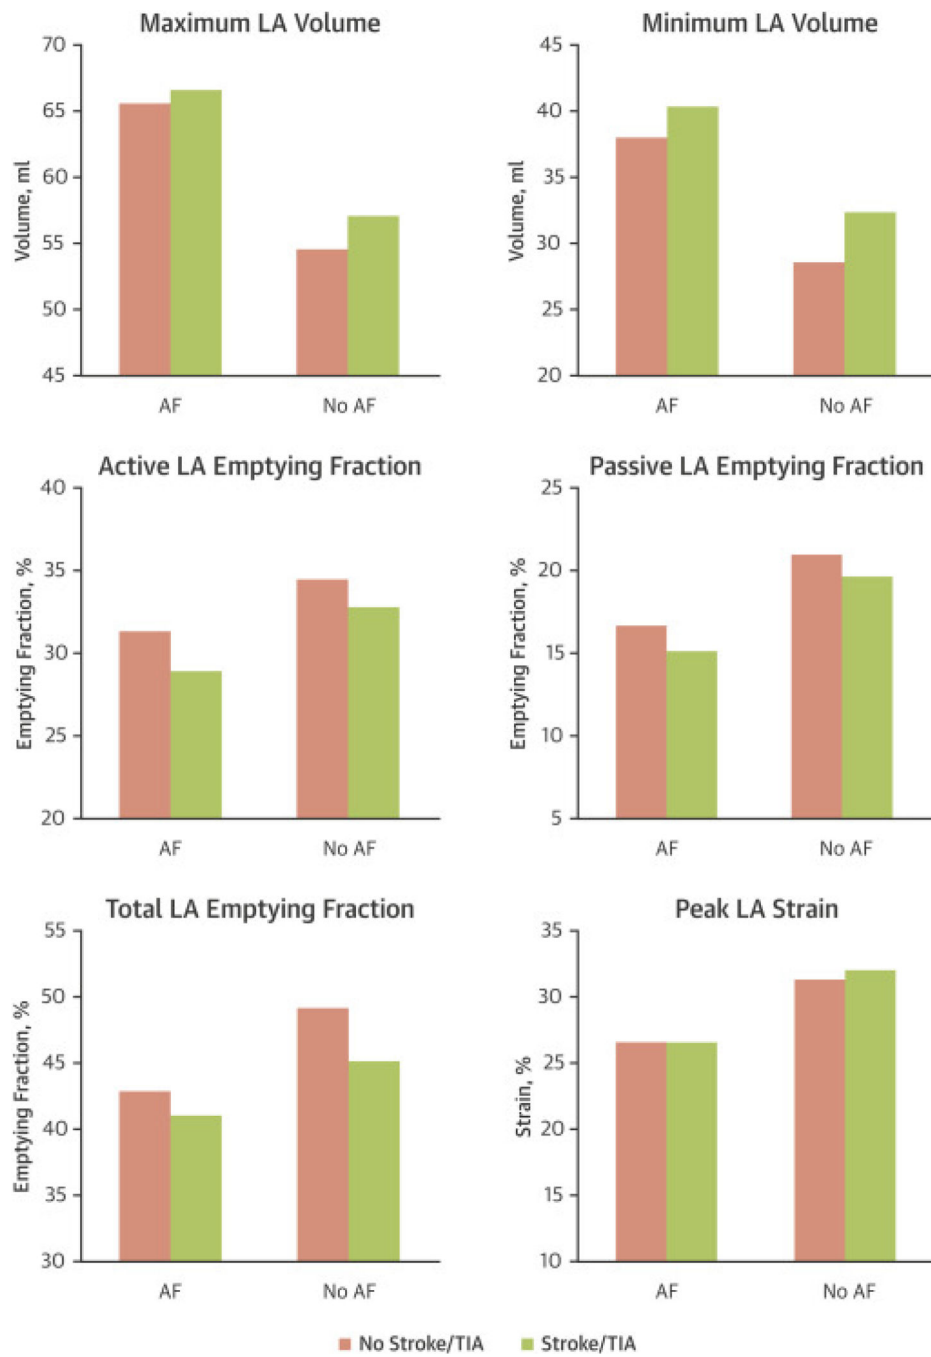 Maximum LA Volume
Volume, ml
70
65
60
55
50
45
AF
No AF
Minimum LA Volume
Volume, ml
45
40
35
30
25
20
AF
No AF
Active LA Emptying Fraction
Emptying Fraction, %
40
35
30
25
20
AF
No AF
Passive LA Emptying Fraction
Emptying Fraction, %
25
20
15
10
5
AF
No AF
Total LA Emptying Fraction
Emptying Fraction, %
55
50
45
40
35
30
AF
No AF
Peak LA Strain
Strain, %
35
30
25
20
15
10
AF
No AF
No Stroke/TIA
Stroke/TIA